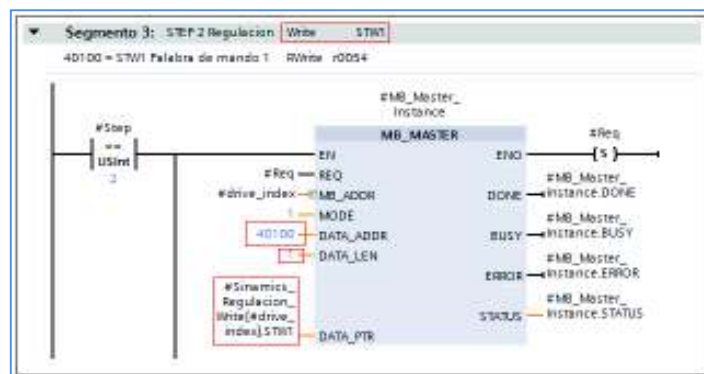 Segmento 3: STEP 2 Regulacion Write STW1
40100 = STW1 Palabra de mando 1 RWrite r0054
#MB_Master_
Instance
#Step
MB_MASTER
#Req
==
USInt
2
EN
ENO
S
#Req
REQ
#MB_Master_
#drive_index
MB_ADDR
DONE
Instance.DONE
1
MODE
#MB_Master_
40100
DATA_ADDR
BUSY
Instance.BUSY
1
DATA_LEN
#MB_Master_
ERROR
Instance.ERROR
#Sinamics_
Regulacion_
#MB_Master_
Write[#drive_
STATUS
Instance.STATUS
index].STW1
DATA_PTR